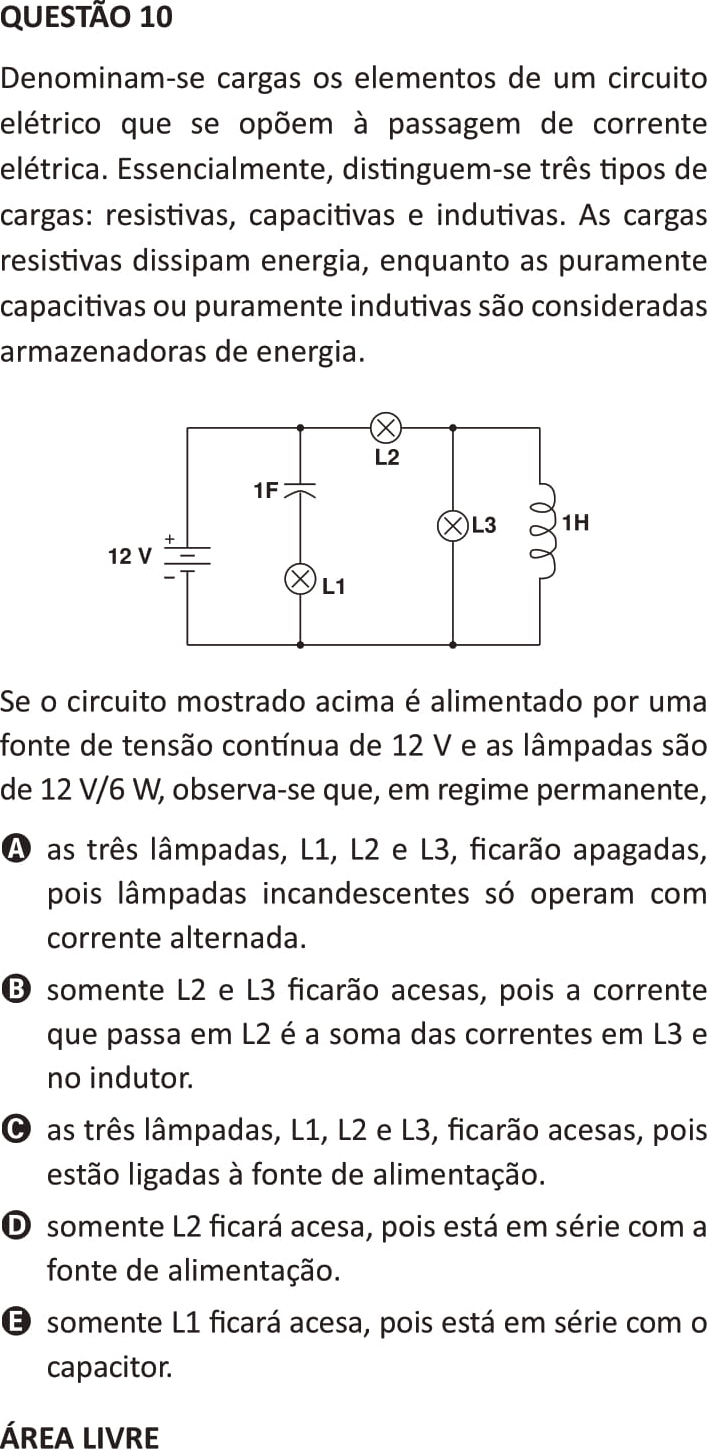 QUESTÃO 10
Denominam-se cargas os elementos de um circuito
elétrico que se opõem à passagem de corrente
elétrica. Essencialmente, distinguem-se três tipos de
cargas: resistivas, capacitivas e indutivas. As cargas
resistivas dissipam energia, enquanto as puramente
capacitivas ou puramente indutivas são consideradas
armazenadoras de energia.
L2
1F
L3
1H
+
12 V
−
L1
Se o circuito mostrado acima é alimentado por uma
fonte de tensão contínua de 12 V e as lâmpadas são
de 12 V/6 W, observa-se que, em regime permanente,
A as três lâmpadas, L1, L2 e L3, ficarão apagadas,
pois lâmpadas incandescentes só operam com
corrente alternada.
B somente L2 e L3 ficarão acesas, pois a corrente
que passa em L2 é a soma das correntes em L3 e
no indutor.
C as três lâmpadas, L1, L2 e L3, ficarão acesas, pois
estão ligadas à fonte de alimentação.
D somente L2 ficará acesa, pois está em série com a
fonte de alimentação.
E somente L1 ficará acesa, pois está em série com o
capacitor.
ÁREA LIVRE